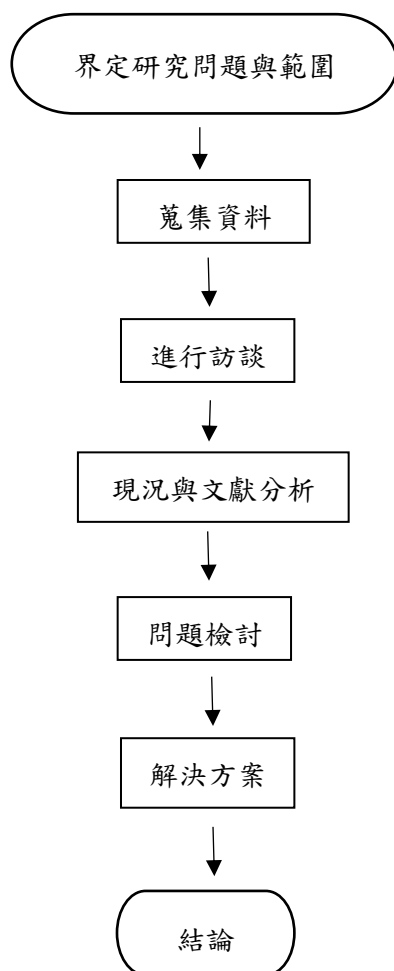 界定研究問題與範圍
蒐集資料
進行訪談
現況與文獻分析
問題檢討
解決方案
結論